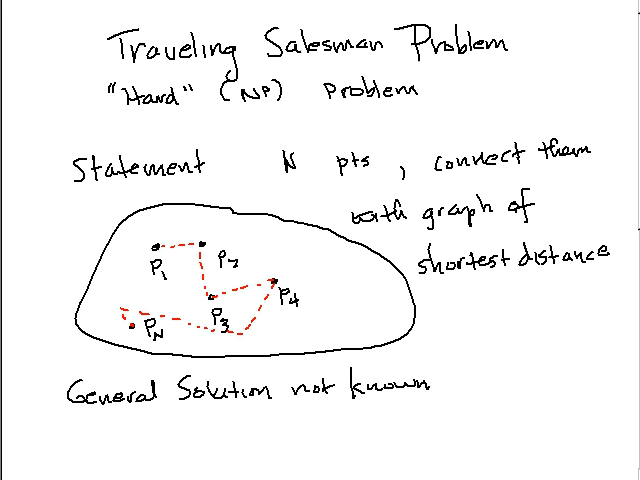 Traveling Salesman Problem
"Hard" (NP) Problem
Statement N pts, connect them
with graph of
shortest distance
P1 P2
P3 P4
PN
General Solution not known